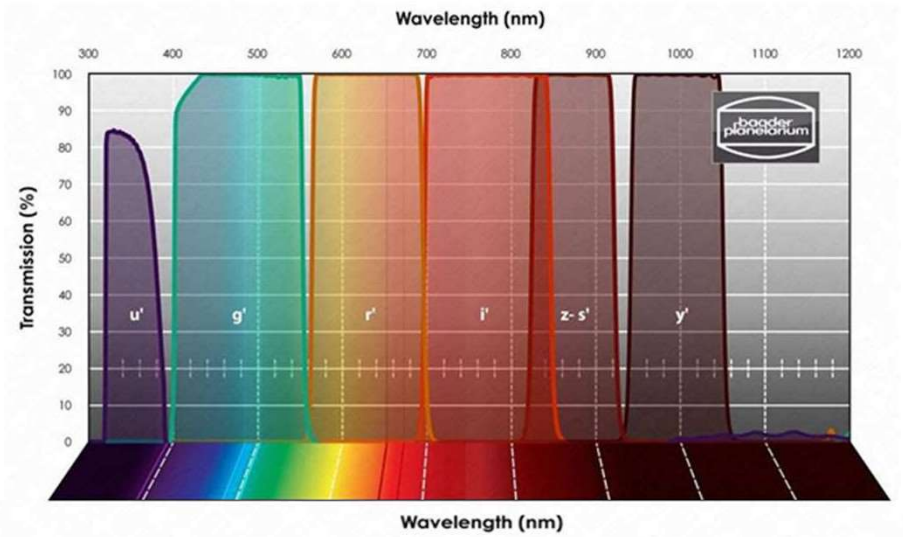 Wavelength (nm)
300 400 500 600 700 800 900 1000 1100 1200
100
90
80
70
60
50
40
30
20
10
0
Transmission (%)
baader
planetarium
u' g' r' i' z-s' y'
Wavelength (nm)